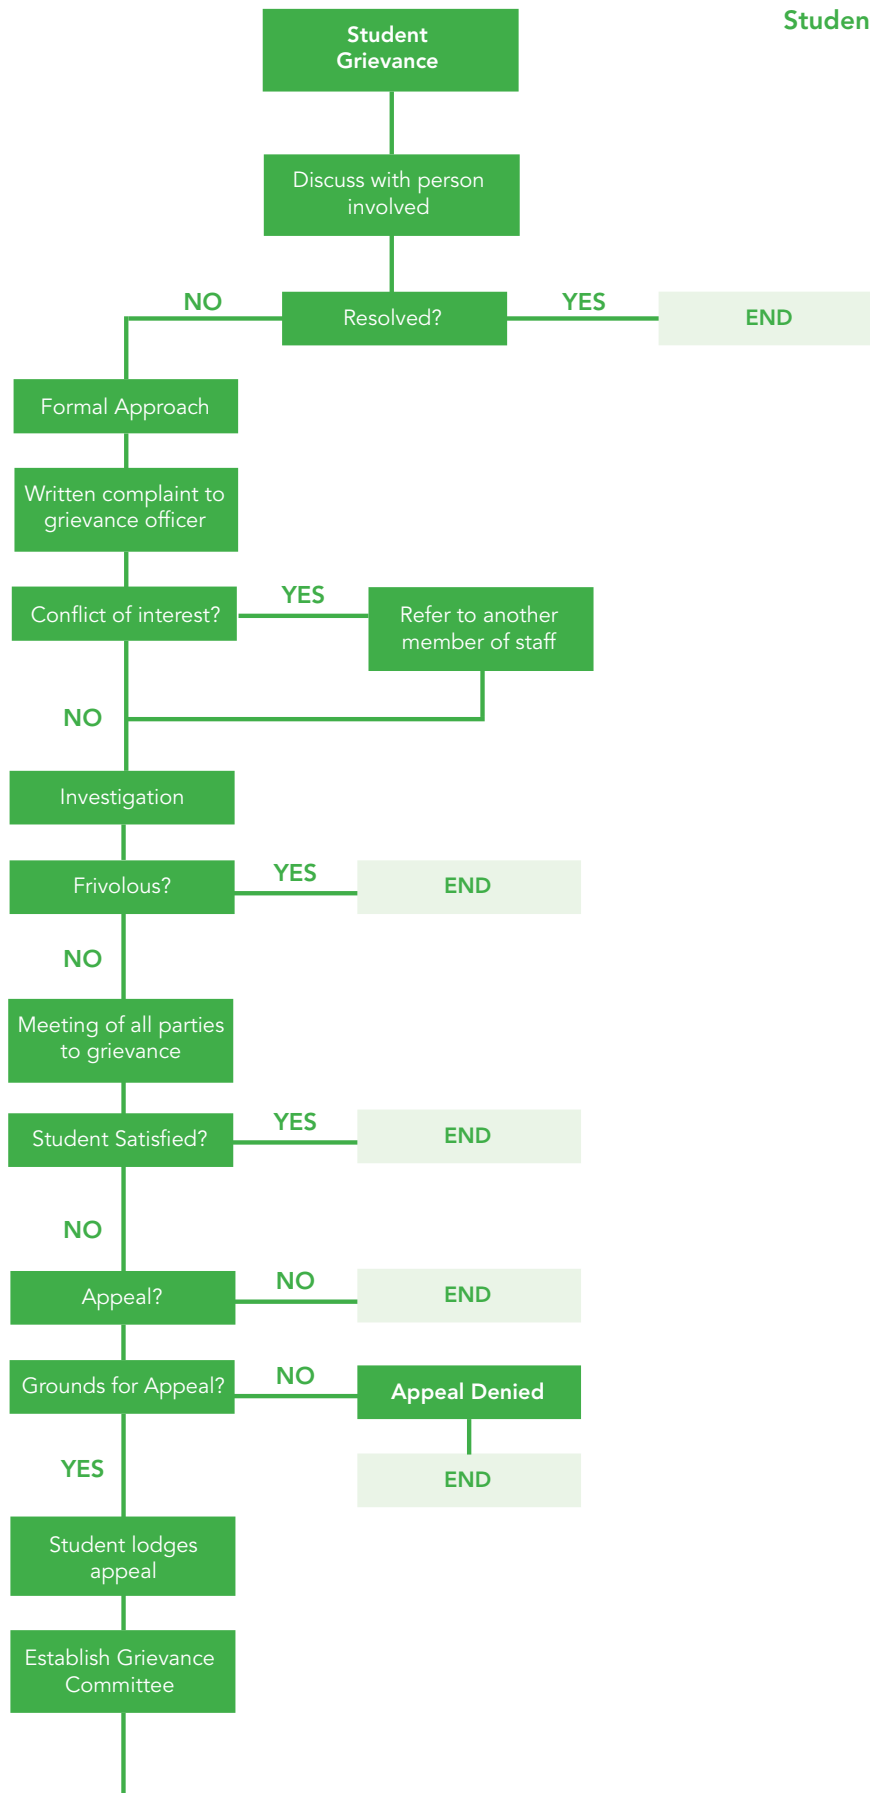 Studen
Student
Grievance
Discuss with person
involved
NO
YES
Resolved?
END
Formal Approach
Written complaint to
grievance officer
YES
Conflict of interest?
Refer to another
member of staff
NO
Investigation
YES
Frivolous?
END
NO
Meeting of all parties
to grievance
YES
Student Satisfied?
END
NO
NO
Appeal?
END
NO
Grounds for Appeal?
Appeal Denied
YES
END
Student lodges
appeal
Establish Grievance
Committee